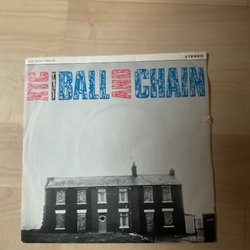 STEREO
XTC BALL AND CHAIN